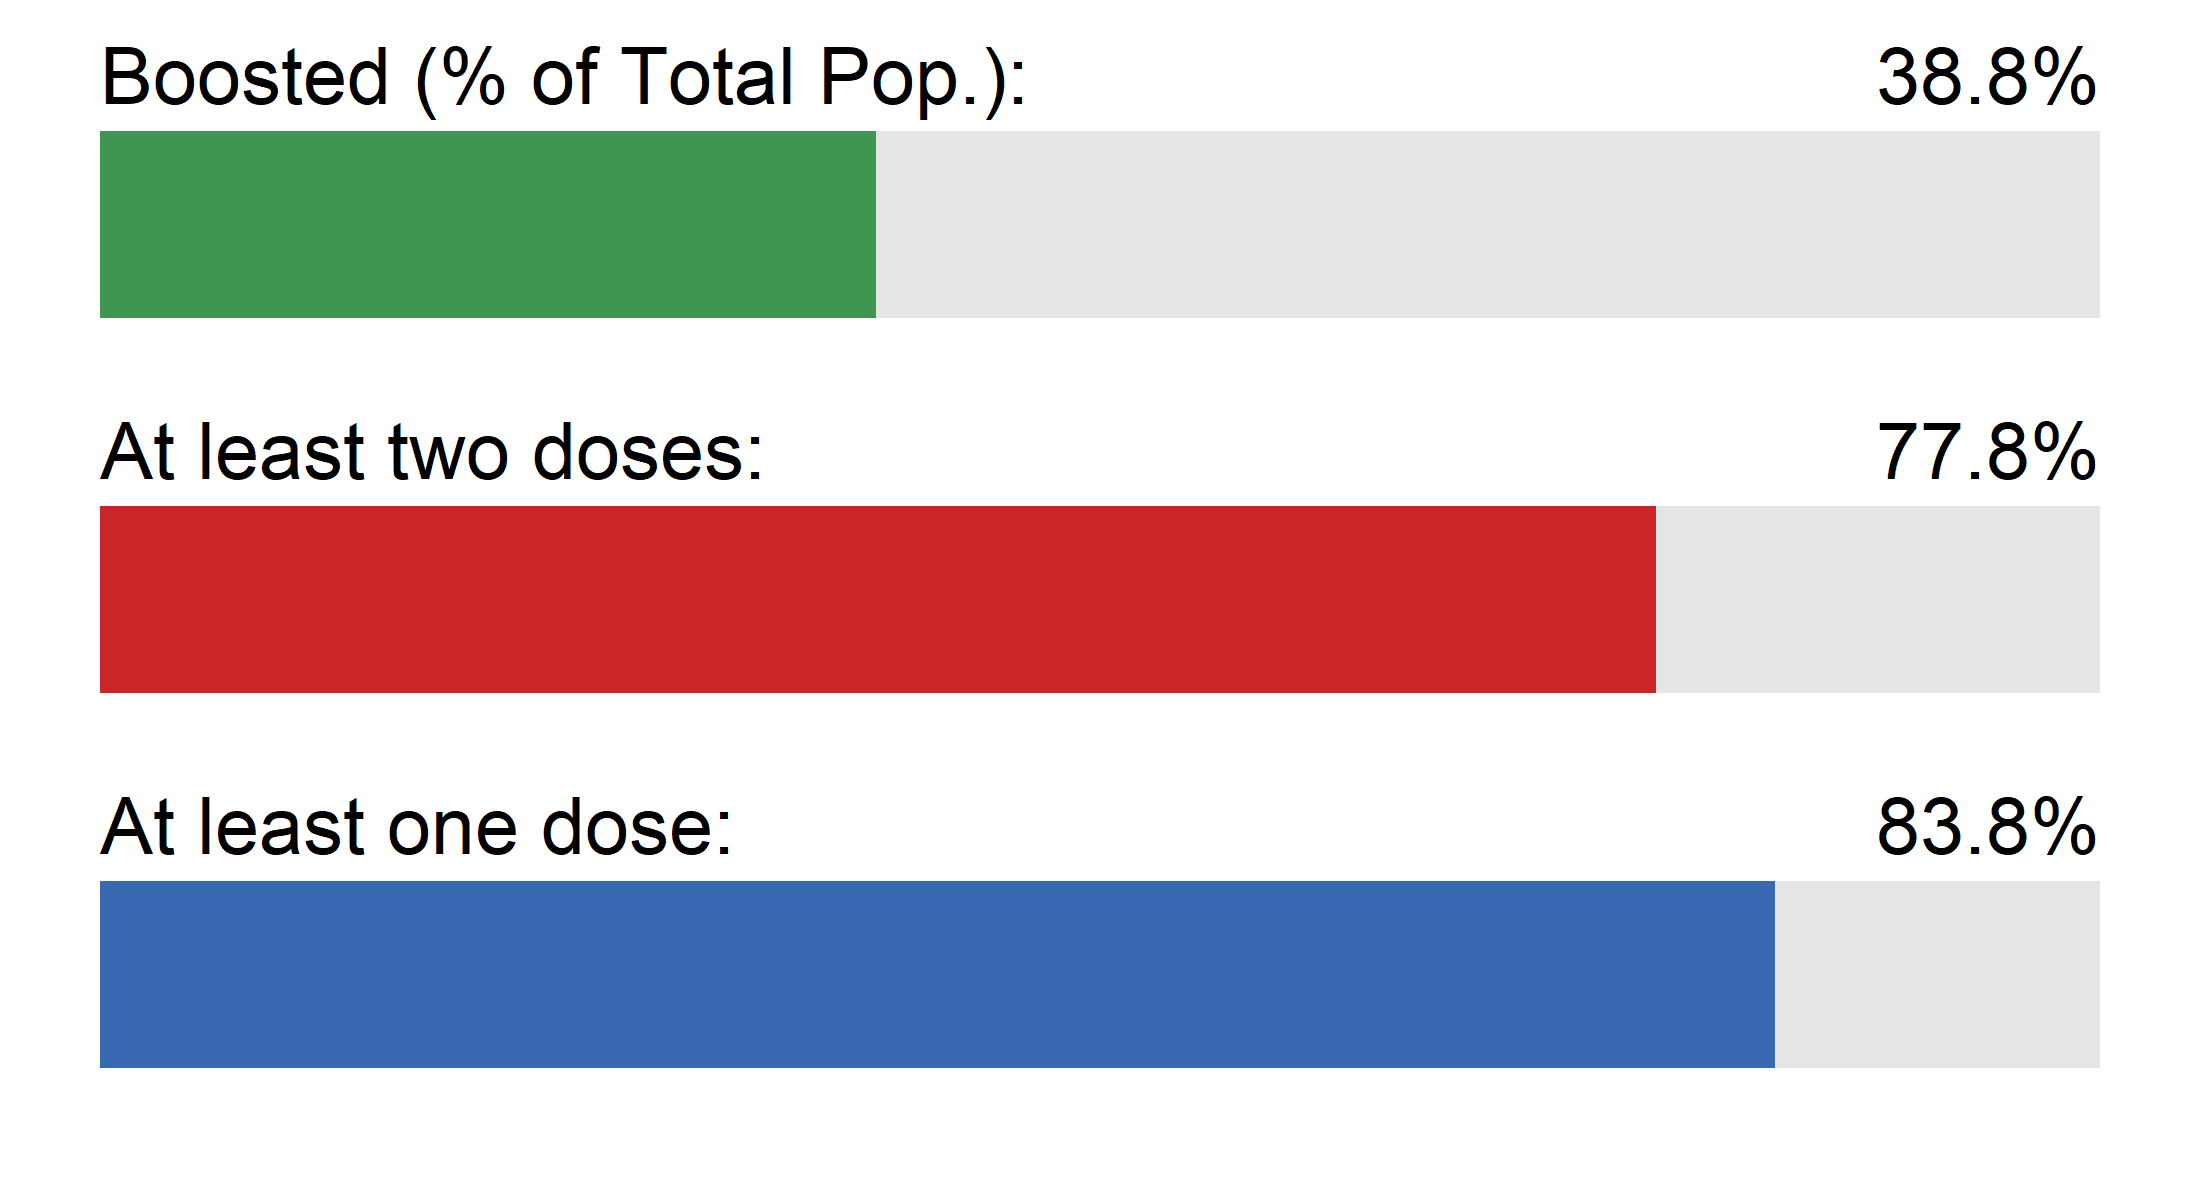 Boosted (% of Total Pop.): 38.8%
At least two doses: 77.8%
At least one dose: 83.8%